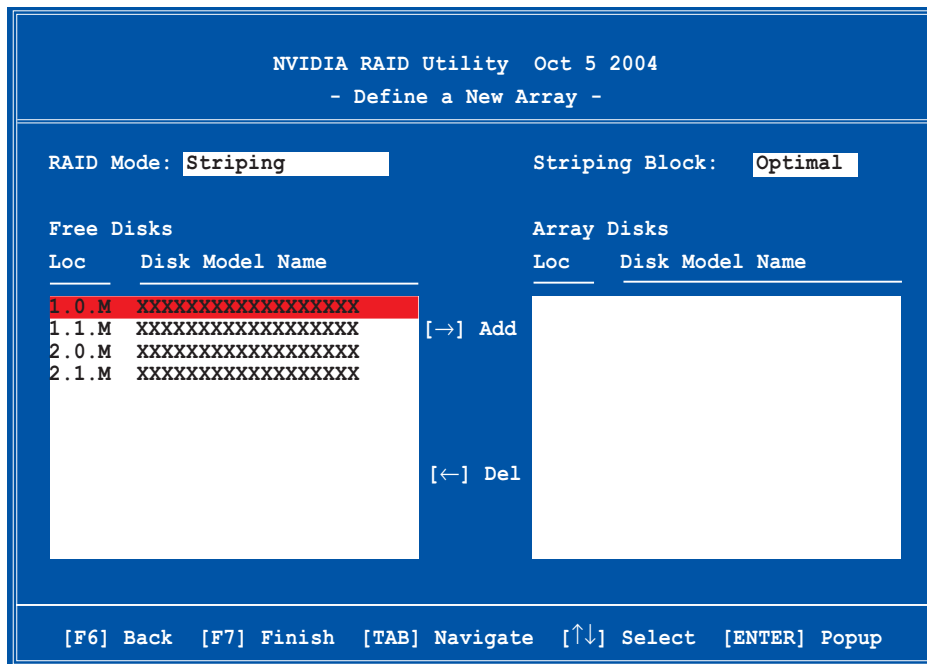 NVIDIA RAID Utility  Oct 5 2004
- Define a New Array -
RAID Mode: Striping
Striping Block: Optimal
Free Disks
Array Disks
Loc Disk Model Name
Loc Disk Model Name
1.0.M XXXXXXXXXXXXXXXXXX
1.1.M XXXXXXXXXXXXXXXXXX
2.0.M XXXXXXXXXXXXXXXXXX
2.1.M XXXXXXXXXXXXXXXXXX
[→] Add
[←] Del
[F6] Back [F7] Finish [TAB] Navigate [↑↓] Select [ENTER] Popup